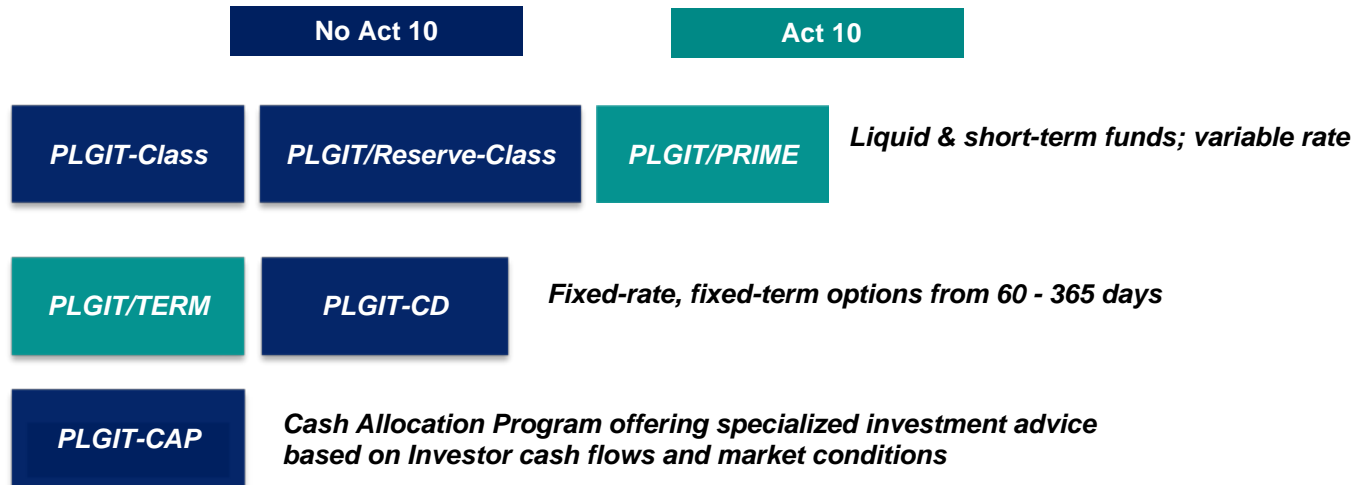 No Act 10
Act 10
PLGIT-Class
PLGIT/Reserve-Class
PLGIT/PRIME
Liquid & short-term funds; variable rate
PLGIT/TERM
PLGIT-CD
Fixed-rate, fixed-term options from 60 - 365 days
PLGIT-CAP
Cash Allocation Program offering specialized investment advice
based on Investor cash flows and market conditions